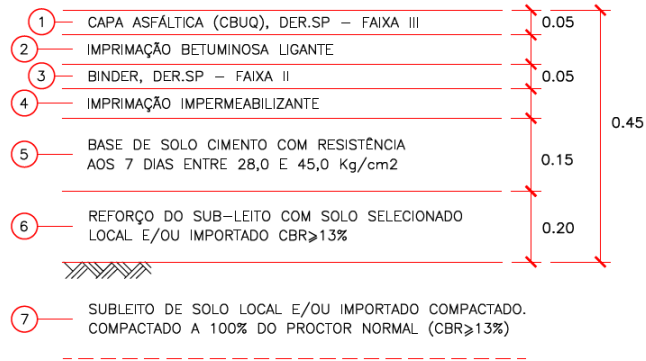 1 CAPA ASFÁLTICA (CBUQ), DER.SP – FAIXA III 0.05
2 IMPRIMAÇÃO BETUMINOSA LIGANTE
3 BINDER, DER.SP – FAIXA II 0.05
4 IMPRIMAÇÃO IMPERMEABILIZANTE
0.45
5 BASE DE SOLO CIMENTO COM RESISTÊNCIA
AOS 7 DIAS ENTRE 28,0 E 45,0 Kg/cm2
0.15
6 REFORÇO DO SUB–LEITO COM SOLO SELECIONADO
LOCAL E/OU IMPORTADO CBR⩾13%
0.20
7 SUBLEITO DE SOLO LOCAL E/OU IMPORTADO COMPACTADO.
COMPACTADO A 100% DO PROCTOR NORMAL (CBR⩾13%)